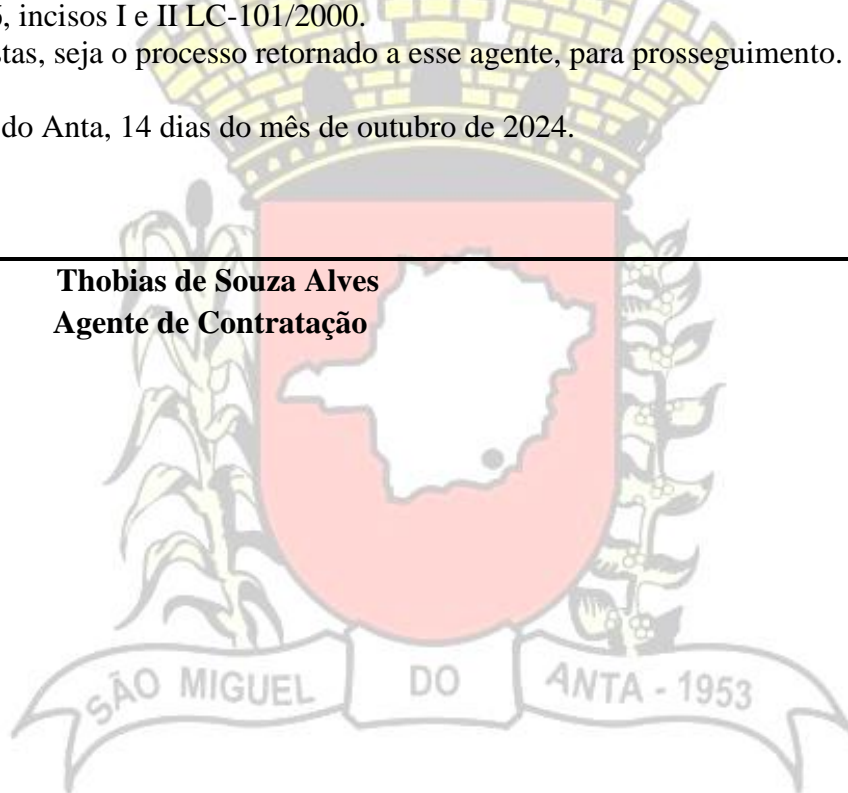 , incisos I e II LC-101/2000.
stas, seja o processo retornado a esse agente, para prosseguimento.
do Anta, 14 dias do mês de outubro de 2024.
Thobias de Souza Alves
Agente de Contratação
SÃO MIGUEL DO ANTA - 1953